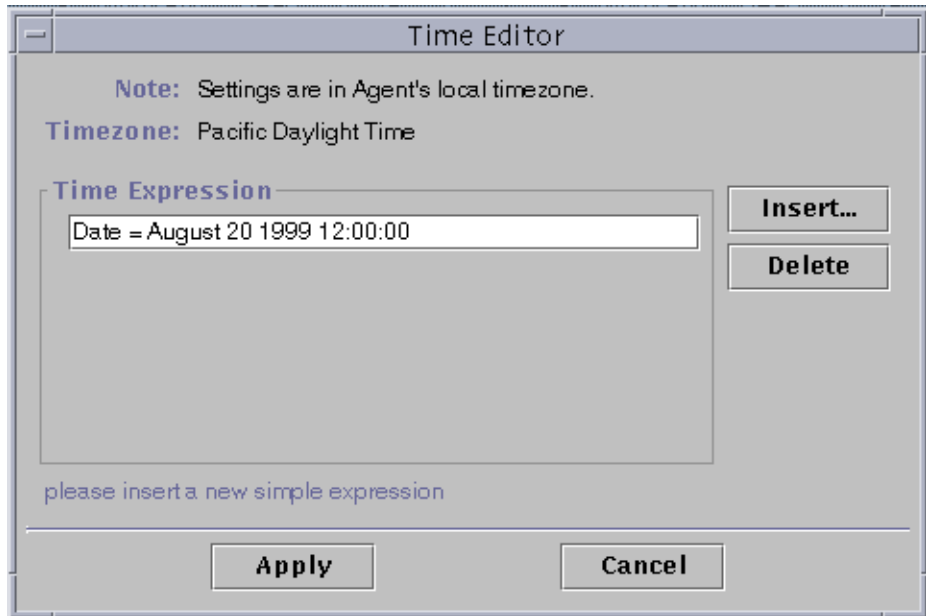 Time Editor
Note: Settings are in Agent's local timezone.
Timezone: Pacific Daylight Time
Time Expression
Date = August 20 1999 12:00:00
Insert...
Delete
please insert a new simple expression
Apply
Cancel